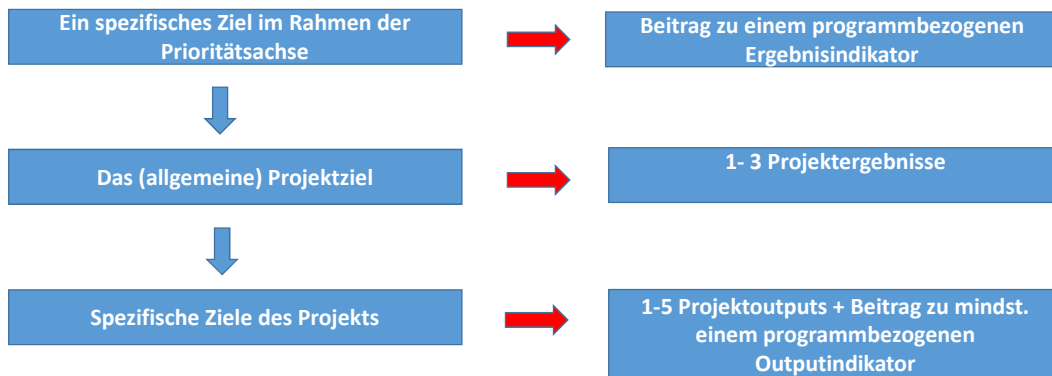 Ein spezifisches Ziel im Rahmen der
Prioritätsachse
Beitrag zu einem programmbezogenen
Ergebnisindikator
Das (allgemeine) Projektziel
1- 3 Projektergebnisse
Spezifische Ziele des Projekts
1-5 Projektoutputs + Beitrag zu mindst.
einem programmbezogenen
Outputindikator